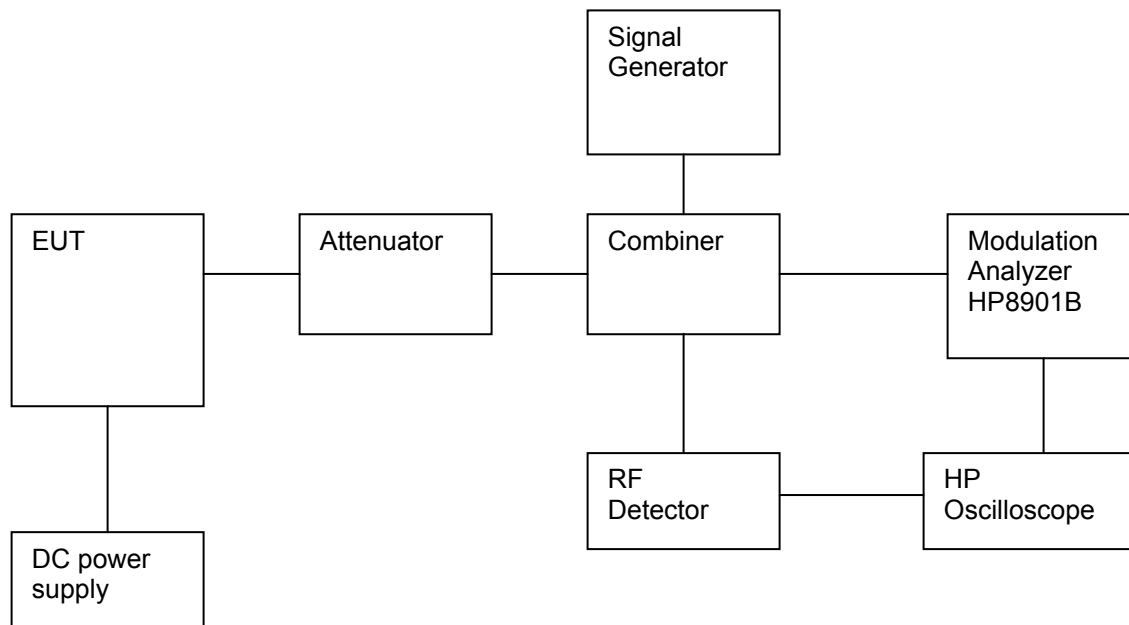 Signal
Generator
EUT
Attenuator
Combiner
Modulation
Analyzer
HP8901B
RF
Detector
HP
Oscilloscope
DC power
supply